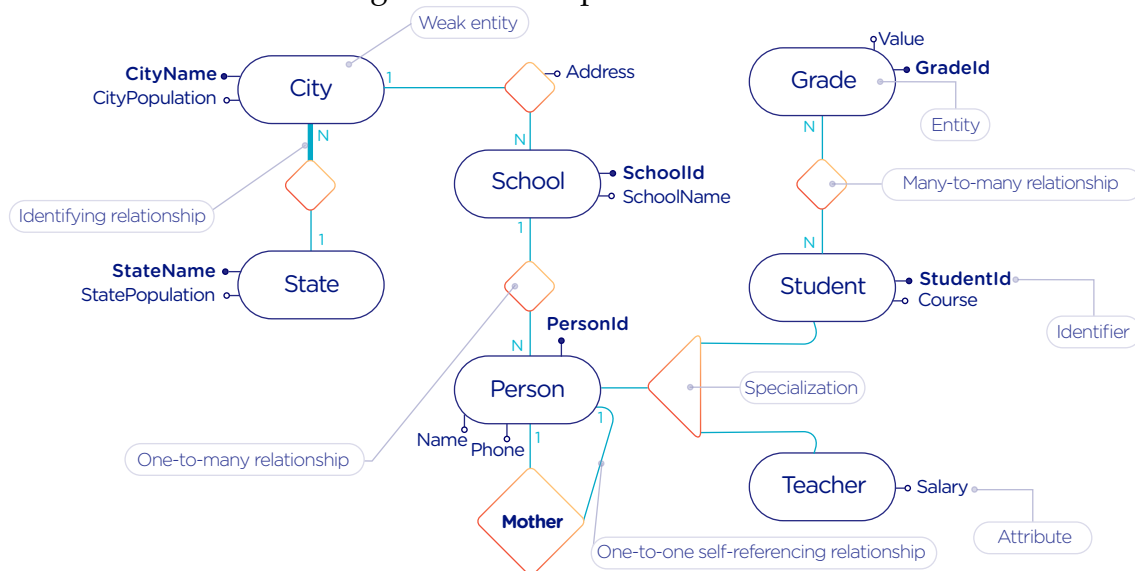 Weak entity
Value
CityName
City
1
Address
Grade
GradeId
CityPopulation
Entity
N
N
N
School
SchoolId
SchoolName
Many-to-many relationship
Identifying relationship
1
1
N
StateName
StatePopulation
State
Student
StudentId
Course
PersonId
Identifier
N
Person
Specialization
Name
Phone
1
1
One-to-many relationship
Teacher
Salary
Mother
Attribute
One-to-one self-referencing relationship